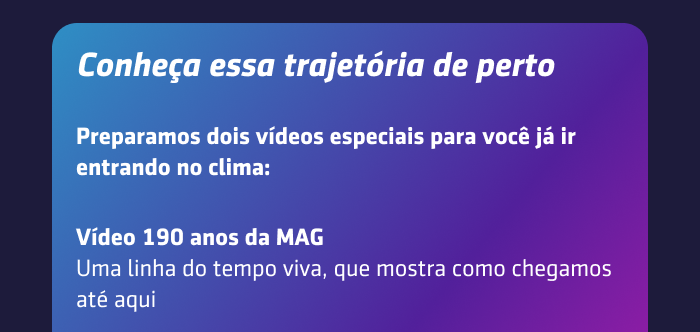 Conheça essa trajetória de perto
Preparamos dois vídeos especiais para você já ir
entrando no clima:
Vídeo 190 anos da MAG
Uma linha do tempo viva, que mostra como chegamos
até aqui